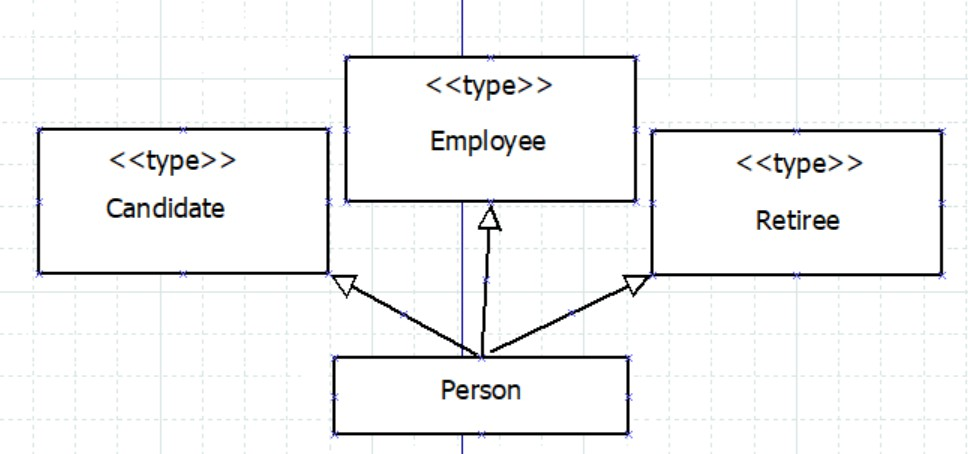 <<type>>
Employee
<<type>>
Candidate
<<type>>
Retiree
Person